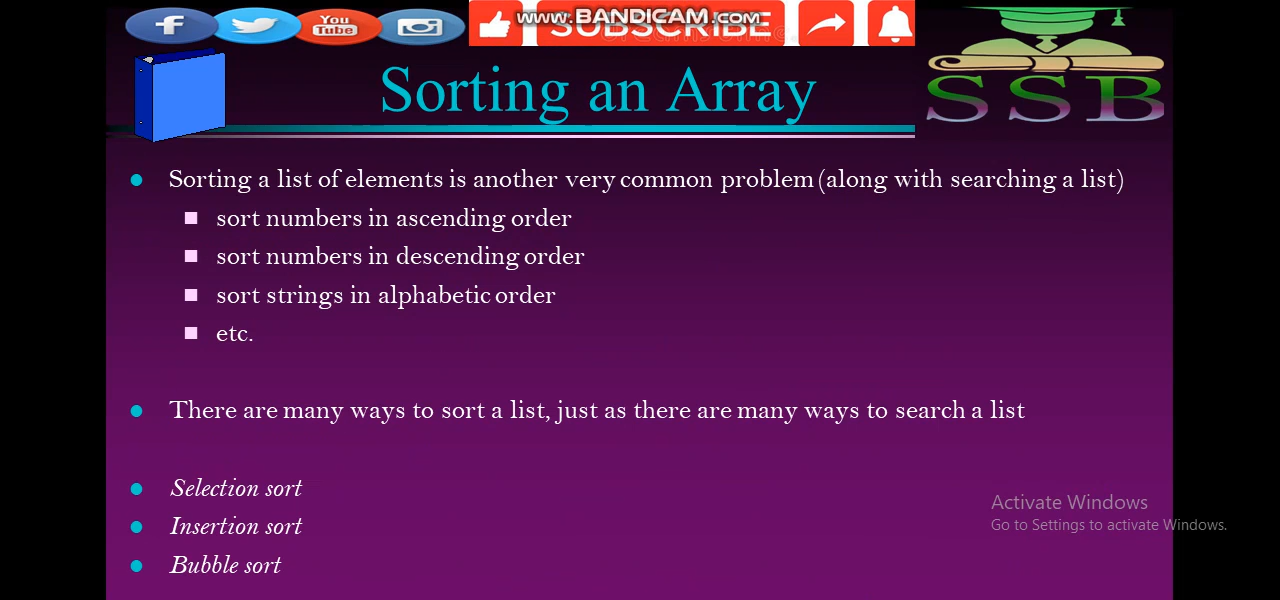 You
Tube
www.BANDICAM.com
SUBSCRIBE
Sorting an Array
SSB
Sorting a list of elements is another very common problem (along with searching a list)
sort numbers in ascending order
sort numbers in descending order
sort strings in alphabetic order
etc.
There are many ways to sort a list, just as there are many ways to search a list
Selection sort
Insertion sort
Bubble sort
Activate Windows
Go to Settings to activate Windows.